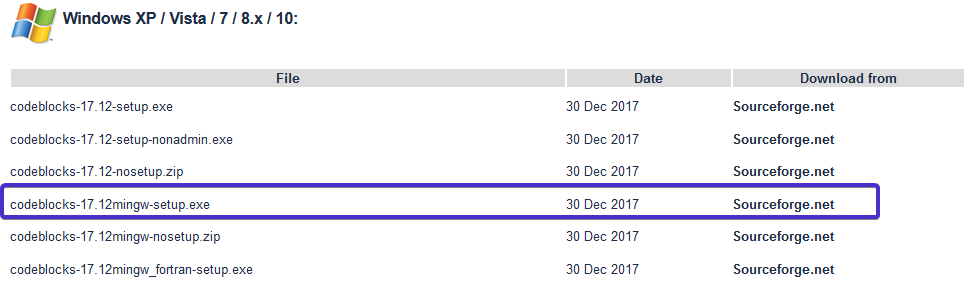 Windows XP / Vista / 7 / 8.x / 10:
File Date Download from
codeblocks-17.12-setup.exe 30 Dec 2017 Sourceforge.net
codeblocks-17.12-setup-nonadmin.exe 30 Dec 2017 Sourceforge.net
codeblocks-17.12-nosetup.zip 30 Dec 2017 Sourceforge.net
codeblocks-17.12mingw-setup.exe 30 Dec 2017 Sourceforge.net
codeblocks-17.12mingw-nosetup.zip 30 Dec 2017 Sourceforge.net
codeblocks-17.12mingw_fortran-setup.exe 30 Dec 2017 Sourceforge.net